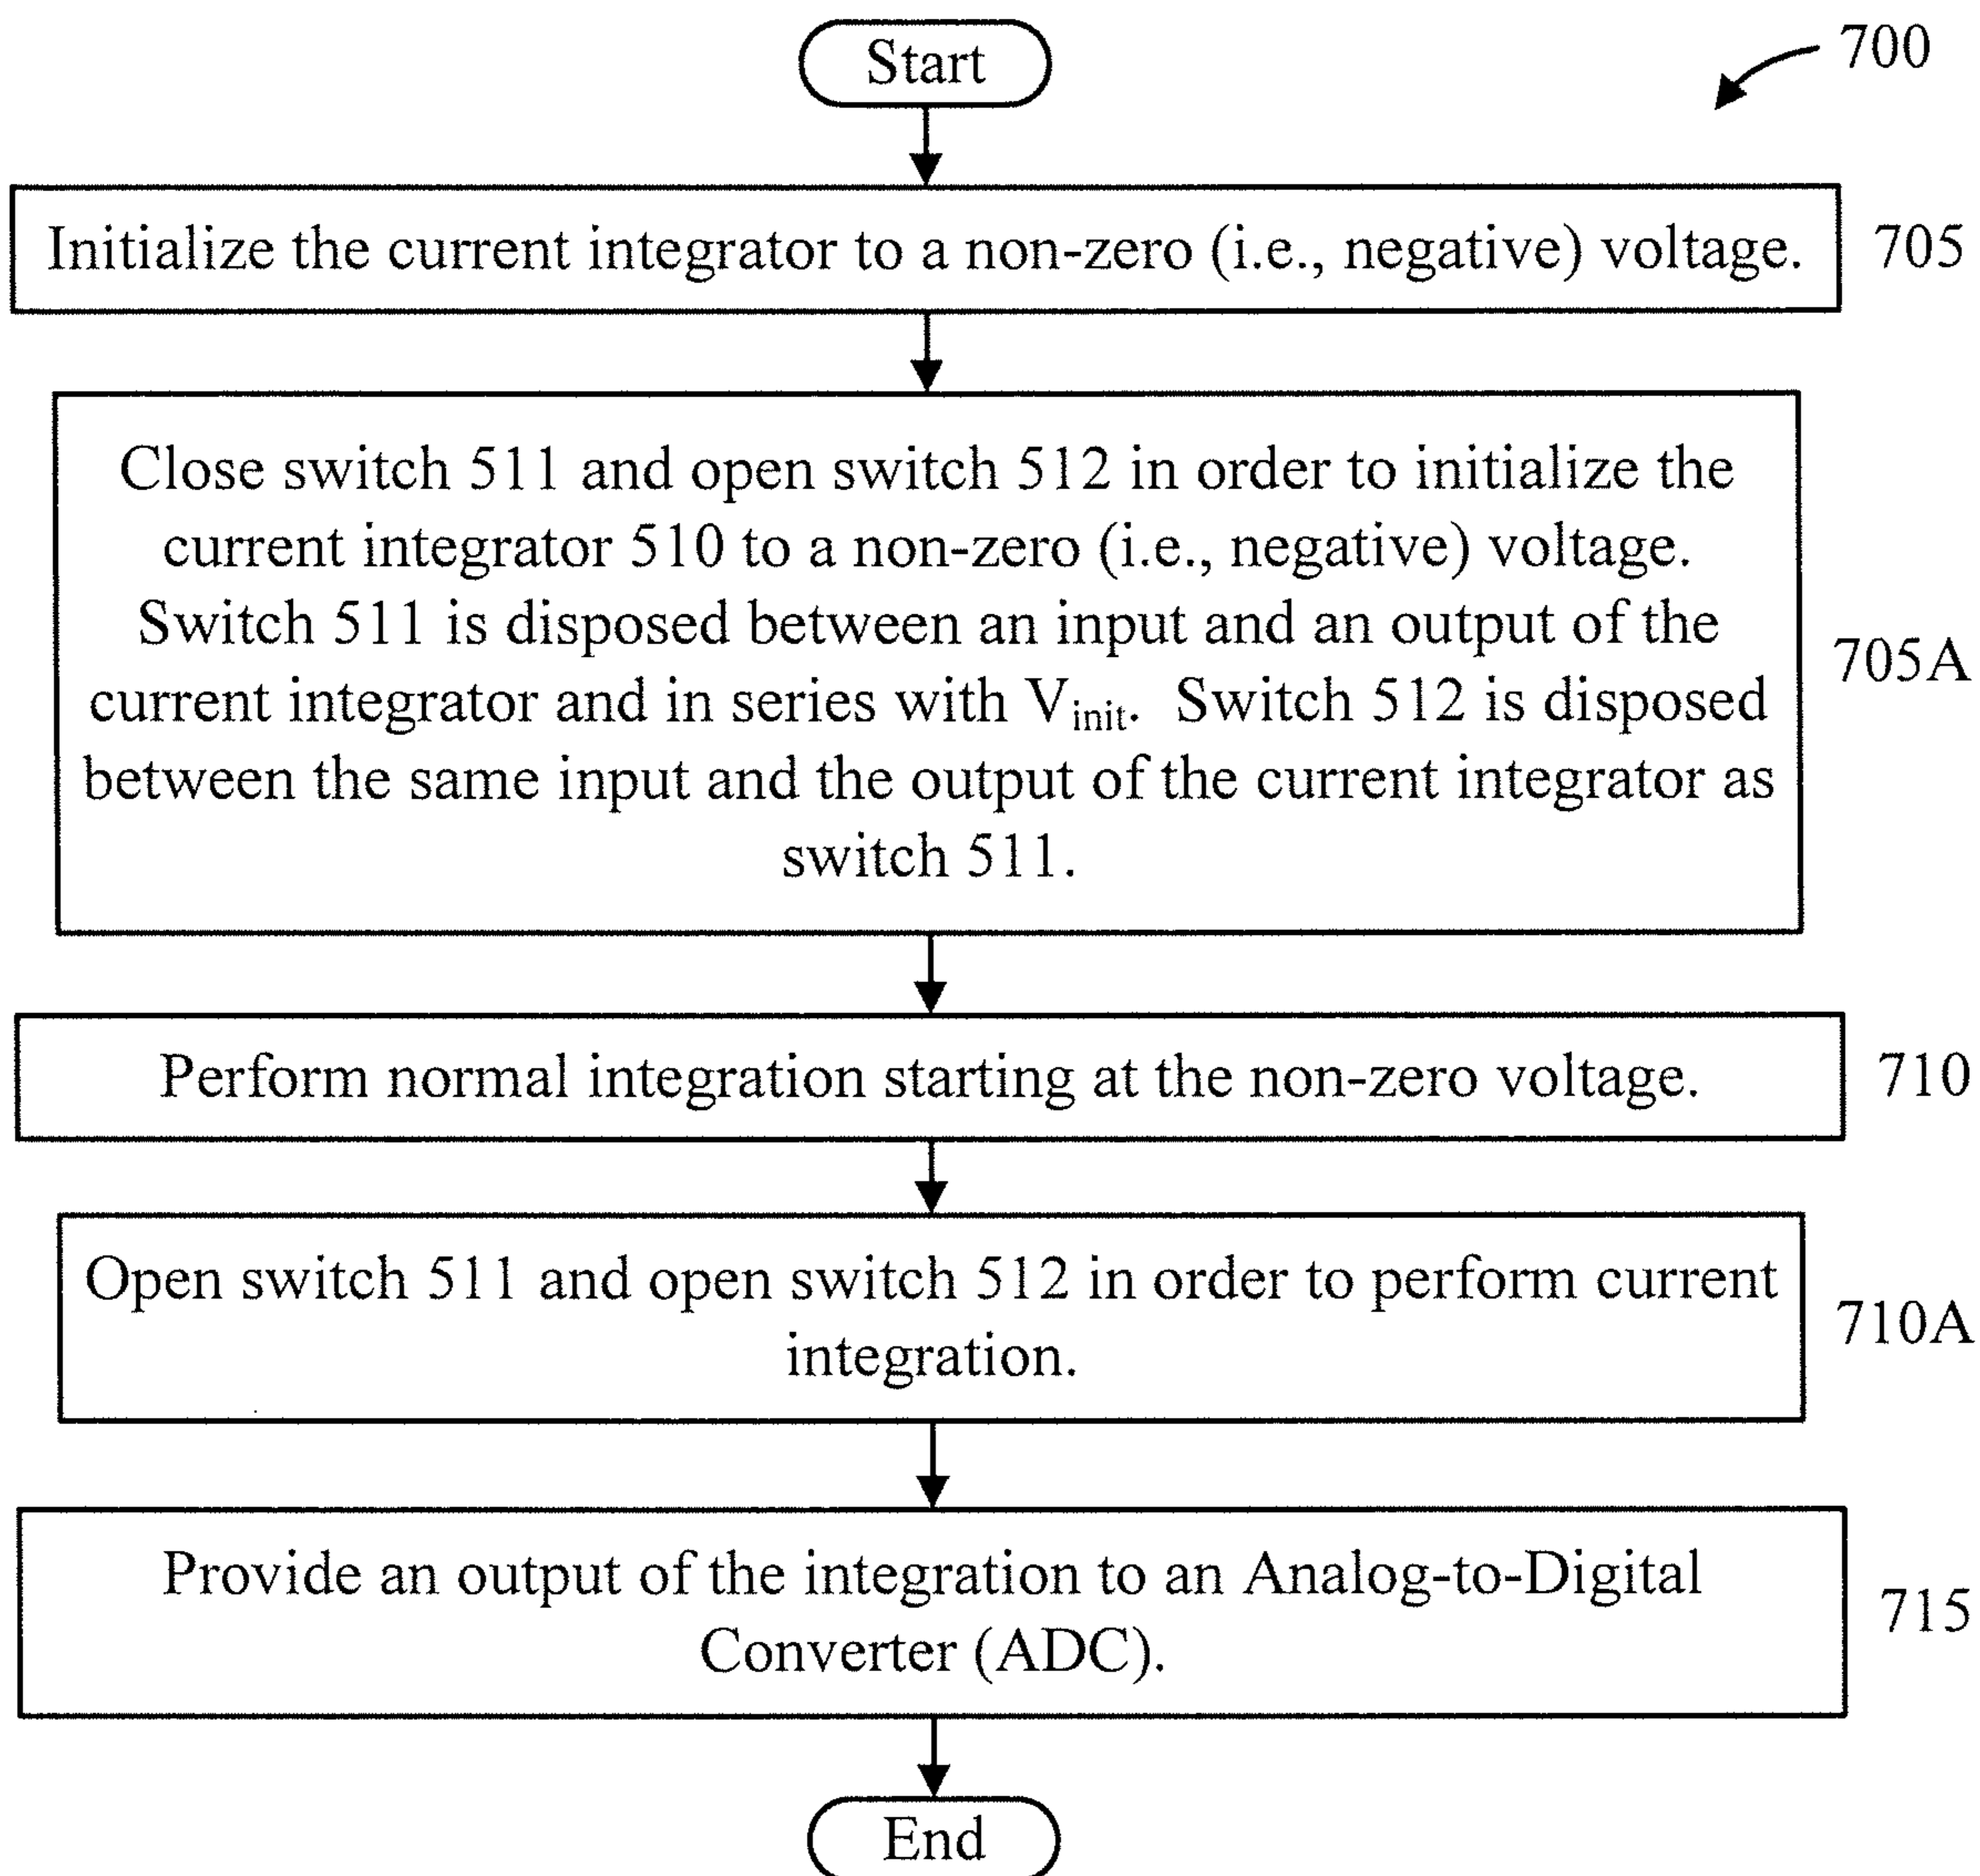 Start
700
Initialize the current integrator to a non-zero (i.e., negative) voltage.
705
Close switch 511 and open switch 512 in order to initialize the
current integrator 510 to a non-zero (i.e., negative) voltage.
Switch 511 is disposed between an input and an output of the
current integrator and in series with Vinit. Switch 512 is disposed
between the same input and the output of the current integrator as
switch 511.
705A
Perform normal integration starting at the non-zero voltage.
710
Open switch 511 and open switch 512 in order to perform current
integration.
710A
Provide an output of the integration to an Analog-to-Digital
Converter (ADC).
715
End